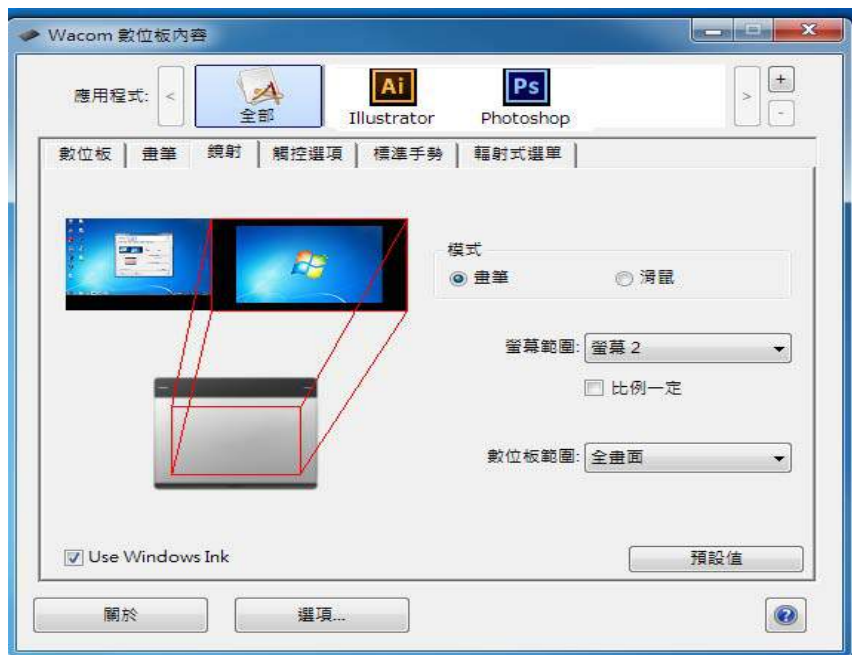 Wacom 數位板內容
應用程式: < 全部 Ai Illustrator Ps Photoshop > + -
數位板 畫筆 鏡射 觸控選項 標準手勢 輻射式選單
模式
畫筆 滑鼠
螢幕範圍: 螢幕 2
比例一定
數位板範圍: 全畫面
Use Windows Ink 預設值
關於 選項... ?